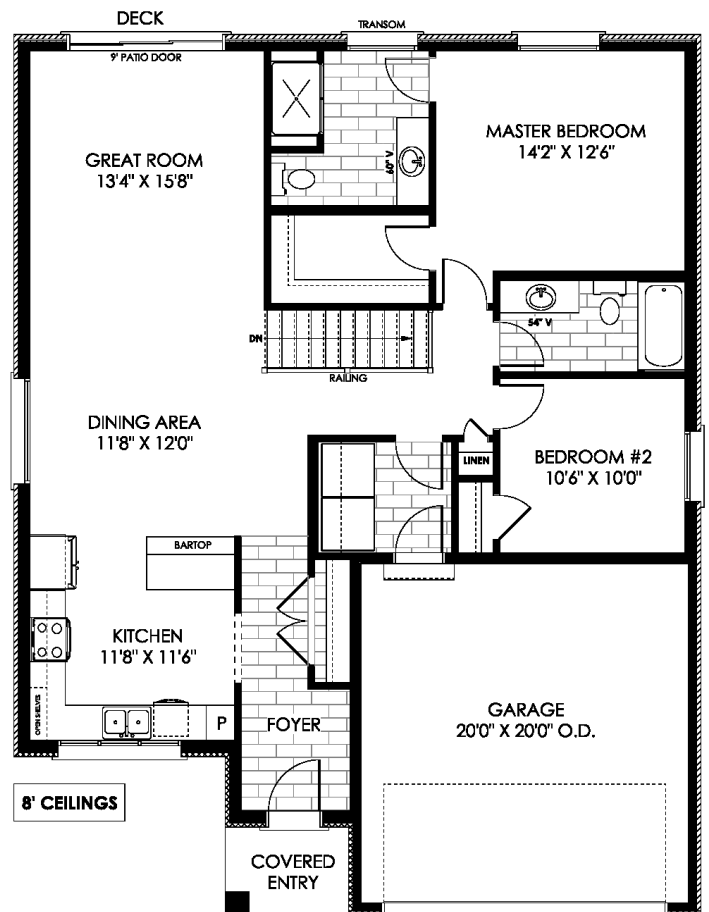 DECK
TRANSOM
9' PATIO DOOR
GREAT ROOM
13'4" X 15'8"
MASTER BEDROOM
14'2" X 12'6"
60" V
54" V
DN
RAILING
DINING AREA
11'8" X 12'0"
LINEN
BEDROOM #2
10'6" X 10'0"
BARTOP
KITCHEN
11'8" X 11'6"
OPEN SHELVES
P
FOYER
GARAGE
20'0" X 20'0" O.D.
8' CEILINGS
COVERED
ENTRY